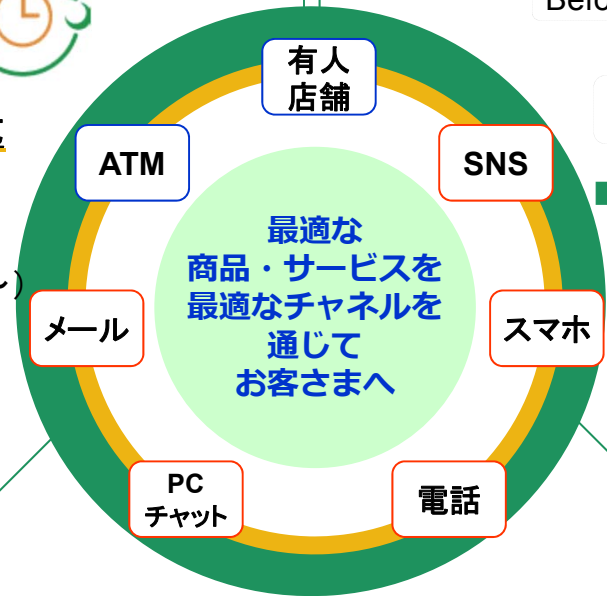 有人
店舗
ATM
SNS
最適な
商品・サービスを
最適なチャネルを
通じて
お客さまへ
メール
スマホ
PC
チャット
電話